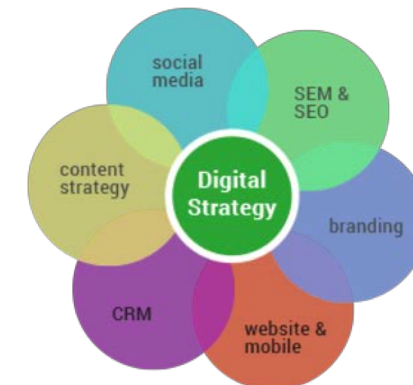 social
media
SEM &
SEO
content
strategy
Digital
Strategy
branding
CRM
website &
mobile